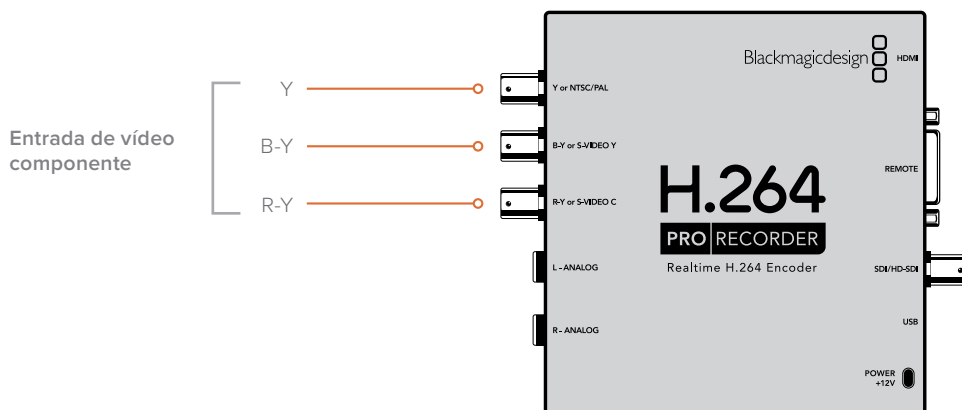 Entrada de vídeo
componente
Y
B-Y
R-Y
Blackmagicdesign
HDMI
Y or NTSC/PAL
B-Y or S-VIDEO Y
R-Y or S-VIDEO C
L - ANALOG
R - ANALOG
H.264
PRO RECORDER
Realtime H.264 Encoder
REMOTE
SDI/HD-SDI
USB
POWER
+12V